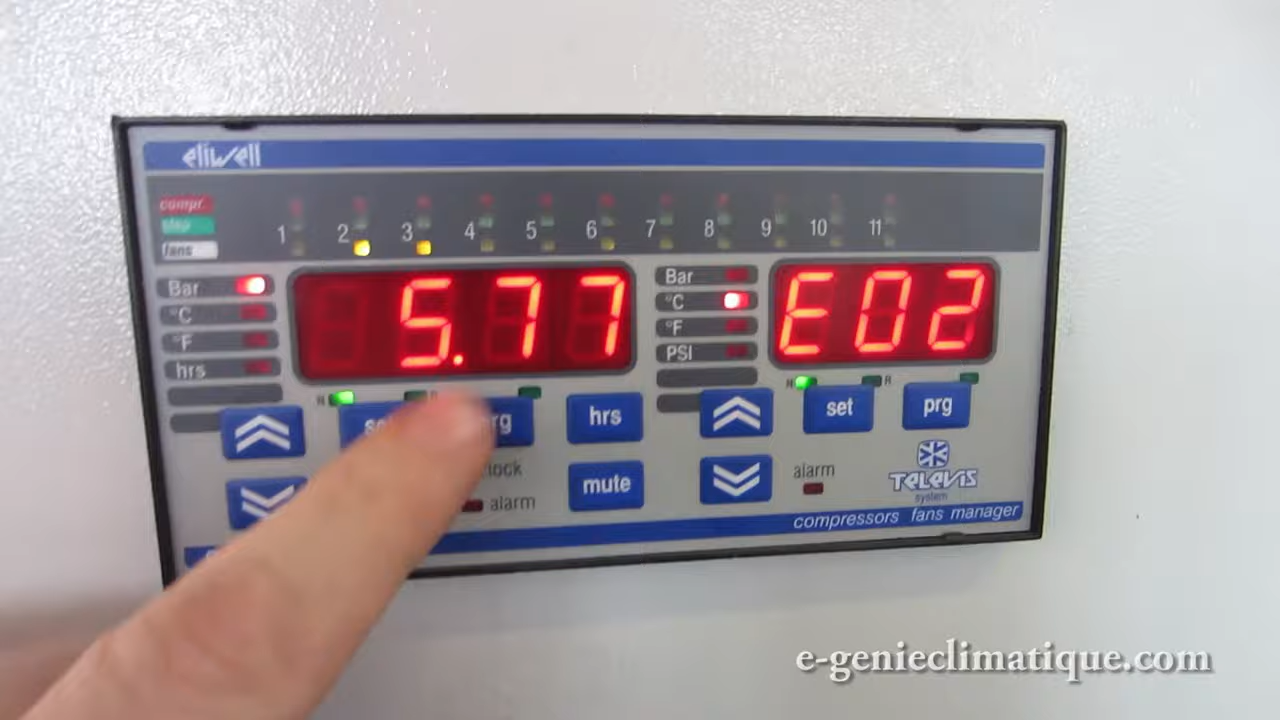 eliwell
compr.
step
fans
1 2 3 4 5 6 7 8 9 10 11
Bar
°C
°F
hrs
5.77
Bar
°C
°F
PSI
E02
N R
hrs
N R
set prg
mute
alarm
alarm
TELEVIS
system
compressors fans manager
e-genieclimatique.com